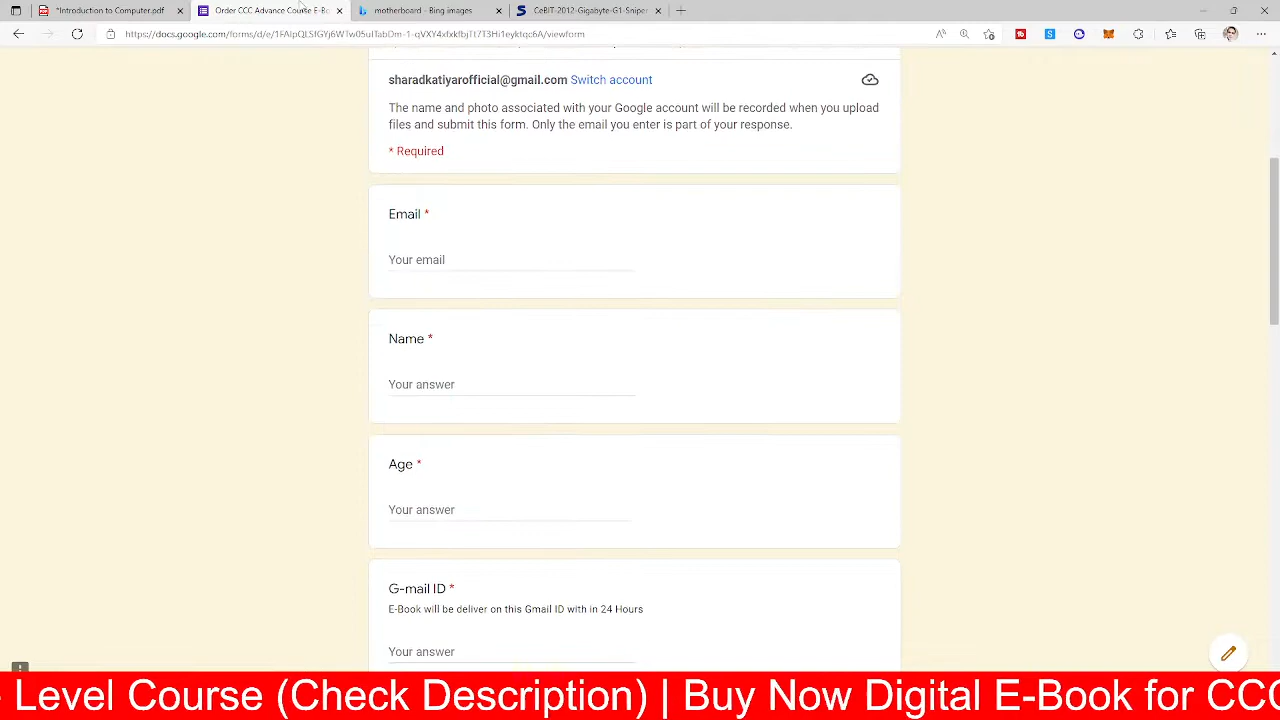 *Introduction to Computer.pdf
Order CCC Advance Course E-Bo
motherboard - Bing images
CeBIT-2012-Gigabyte-G1-Sniper
sharadkatiyarofficial@gmail.com Switch account
The name and photo associated with your Google account will be recorded when you upload
files and submit this form. Only the email you enter is part of your response.
* Required
Email *
Your email
Name *
Your answer
Age *
Your answer
G-mail ID *
E-Book will be deliver on this Gmail ID with in 24 Hours
Your answer
Level Course (Check Description) | Buy Now Digital E-Book for CCC